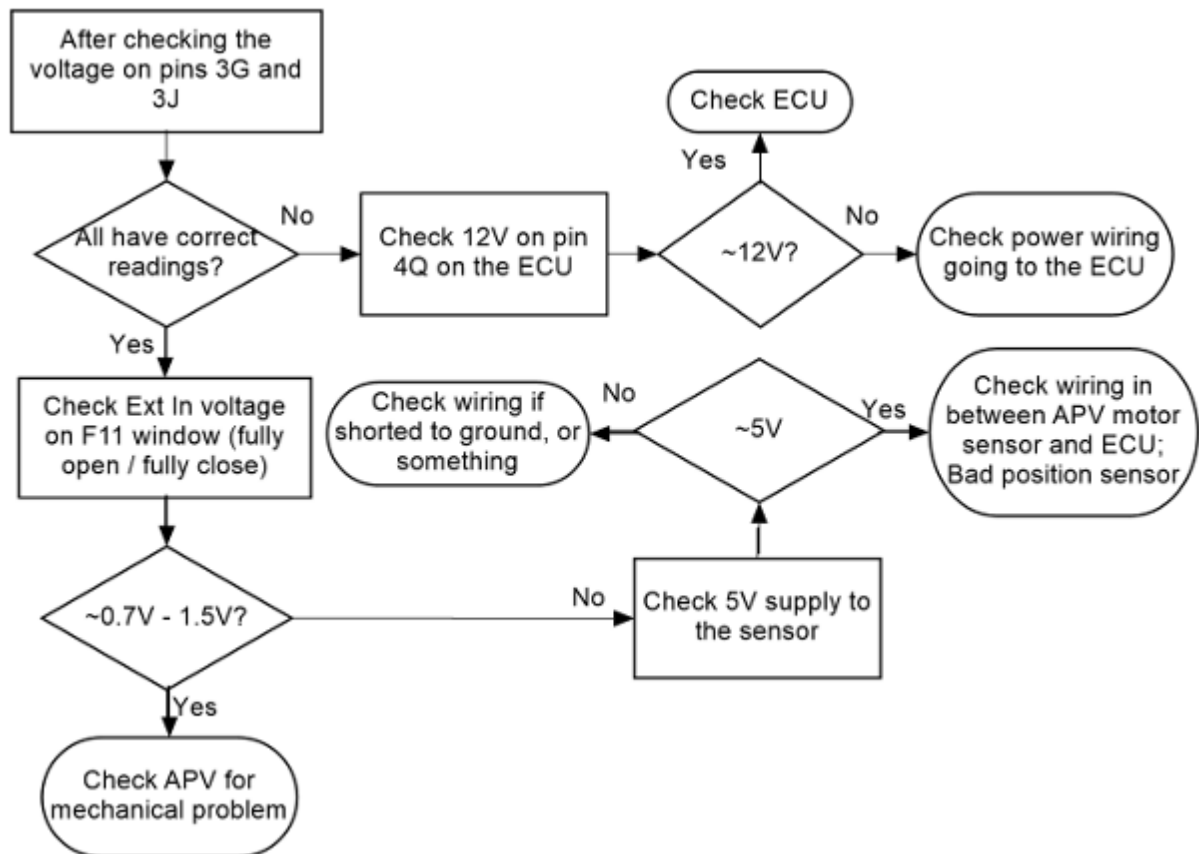 After checking the
voltage on pins 3G and
3J
Check ECU
Yes
All have correct
readings?
No
Check 12V on pin
4Q on the ECU
~12V?
No
Check power wiring
going to the ECU
Yes
Check Ext In voltage
on F11 window (fully
open / fully close)
Check wiring if
shorted to ground, or
something
No
~5V
Yes
Check wiring in
between APV motor
sensor and ECU;
Bad position sensor
~0.7V - 1.5V?
No
Check 5V supply to
the sensor
Yes
Check APV for
mechanical problem